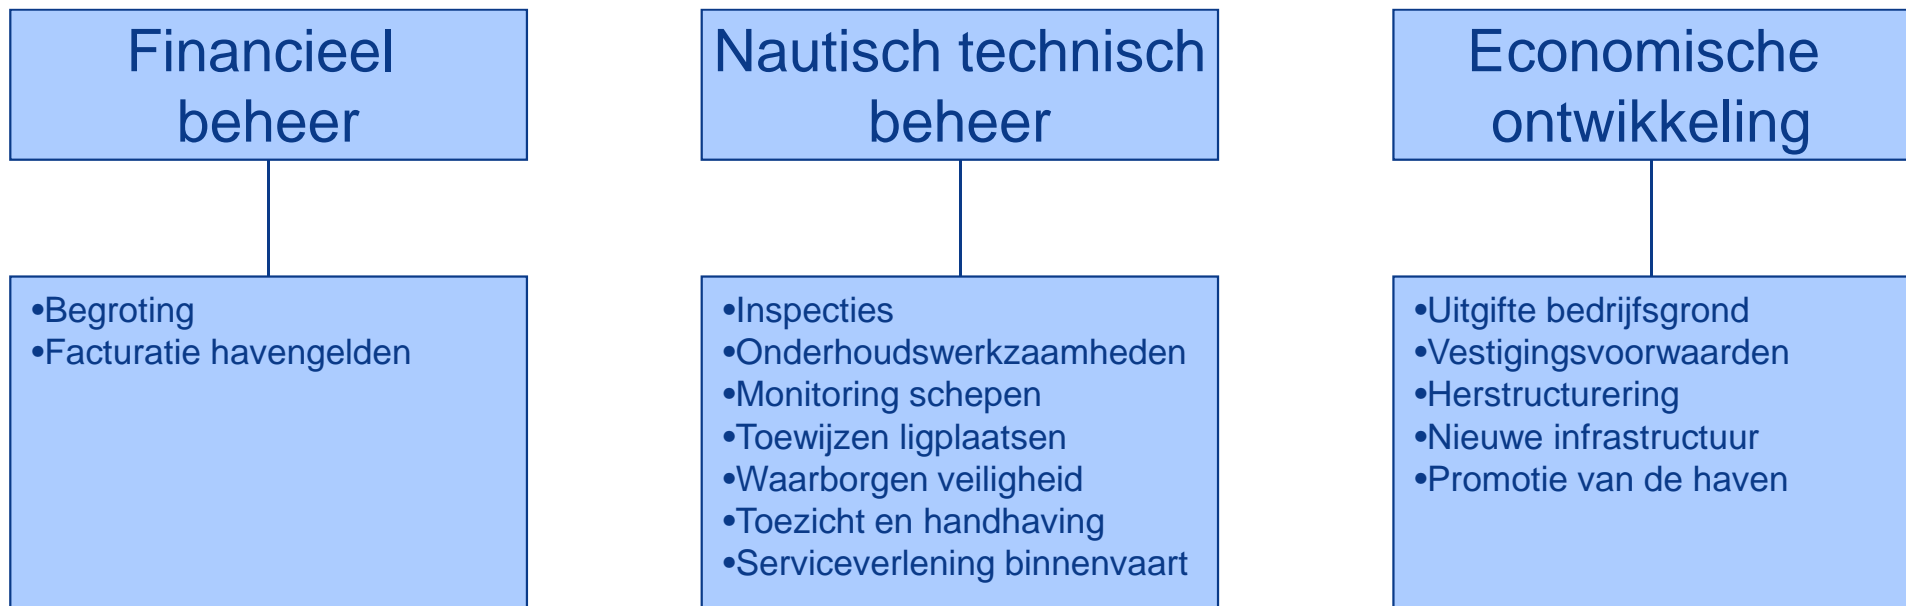 Financieel
beheer
•Begroting
•Facturatie havengelden
Nautisch technisch
beheer
•Inspecties
•Onderhoudswerkzaamheden
•Monitoring schepen
•Toewijzen ligplaatsen
•Waarborgen veiligheid
•Toezicht en handhaving
•Serviceverlening binnenvaart
Economische
ontwikkeling
•Uitgifte bedrijfsgrond
•Vestigingsvoorwaarden
•Herstructurering
•Nieuwe infrastructuur
•Promotie van de haven